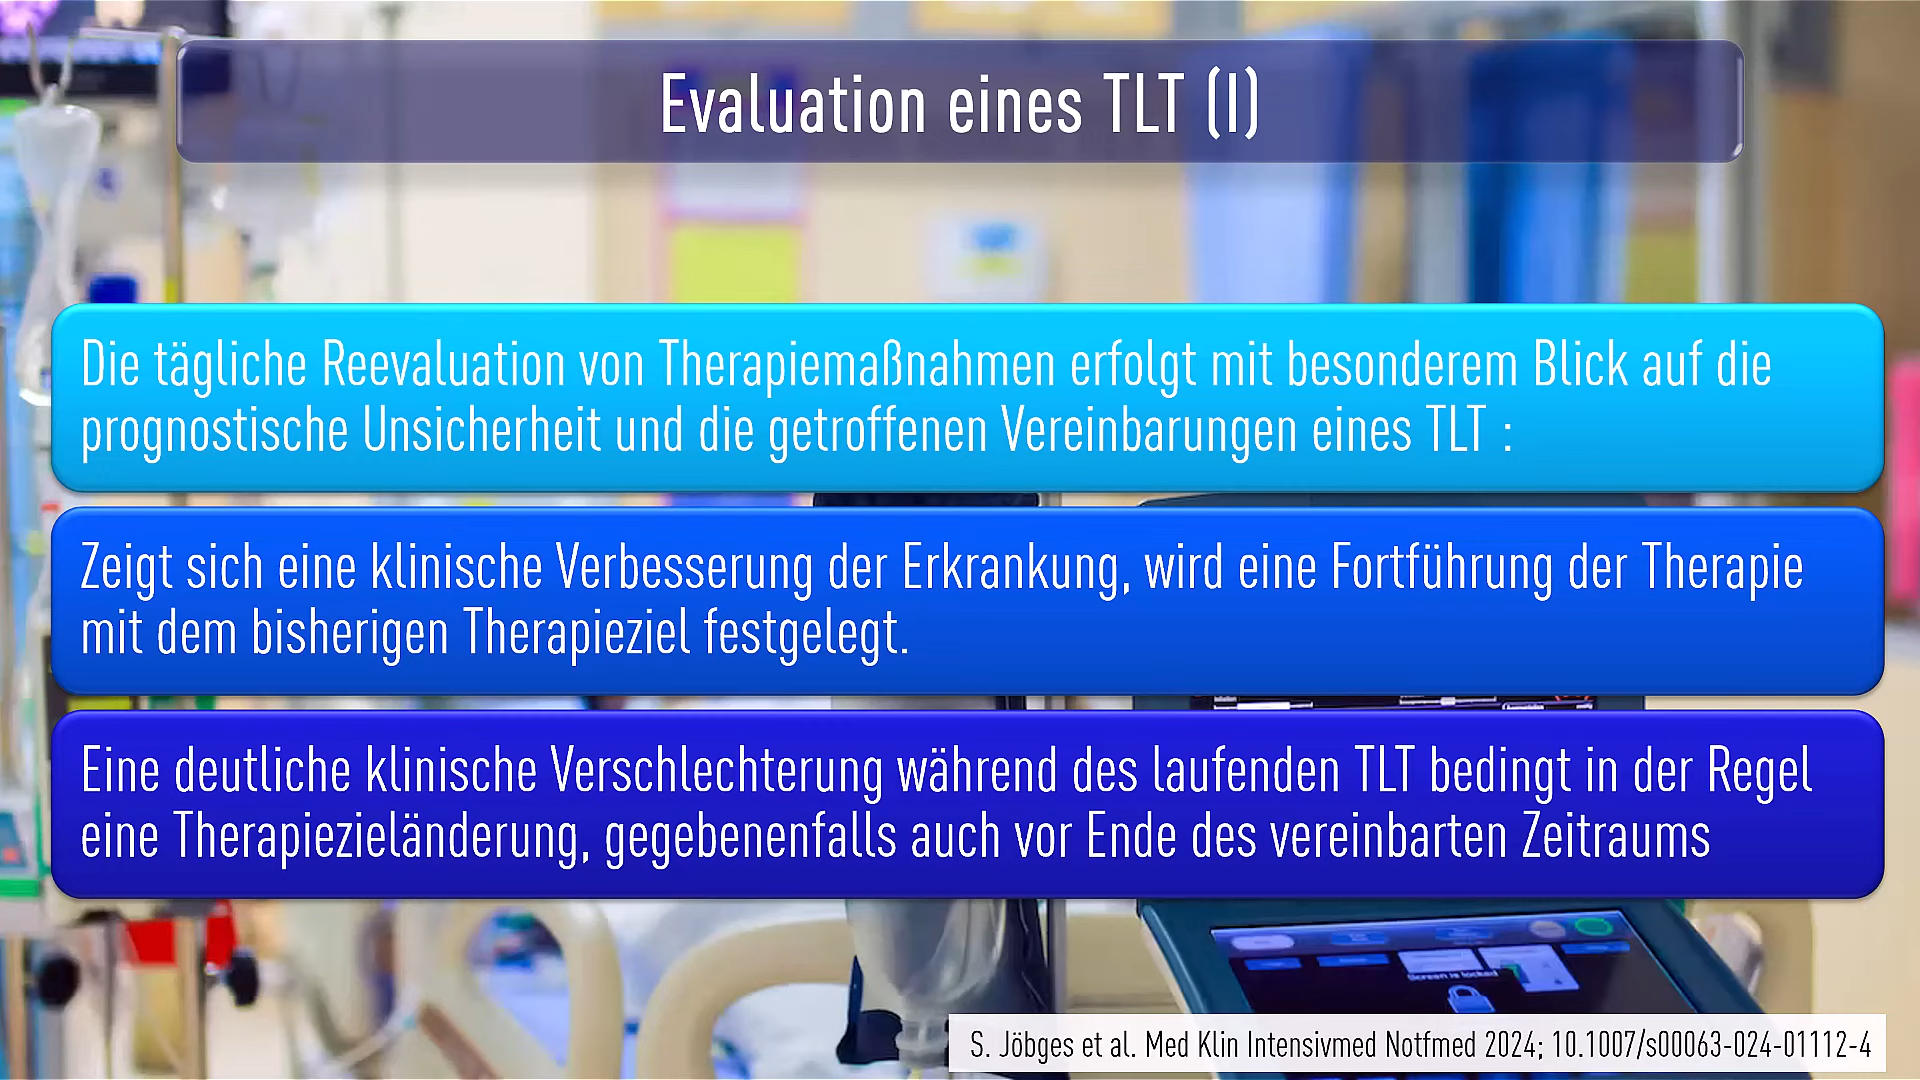 Evaluation eines TLT (I)
Die tägliche Reevaluation von Therapiemaßnahmen erfolgt mit besonderem Blick auf die
prognostische Unsicherheit und die getroffenen Vereinbarungen eines TLT :
Zeigt sich eine klinische Verbesserung der Erkrankung, wird eine Fortführung der Therapie
mit dem bisherigen Therapieziel festgelegt.
Eine deutliche klinische Verschlechterung während des laufenden TLT bedingt in der Regel
eine Therapiezieländerung, gegebenenfalls auch vor Ende des vereinbarten Zeitraums
Screen is locked
S. Jöbges et al. Med Klin Intensivmed Notfmed 2024; 10.1007/s00063-024-01112-4